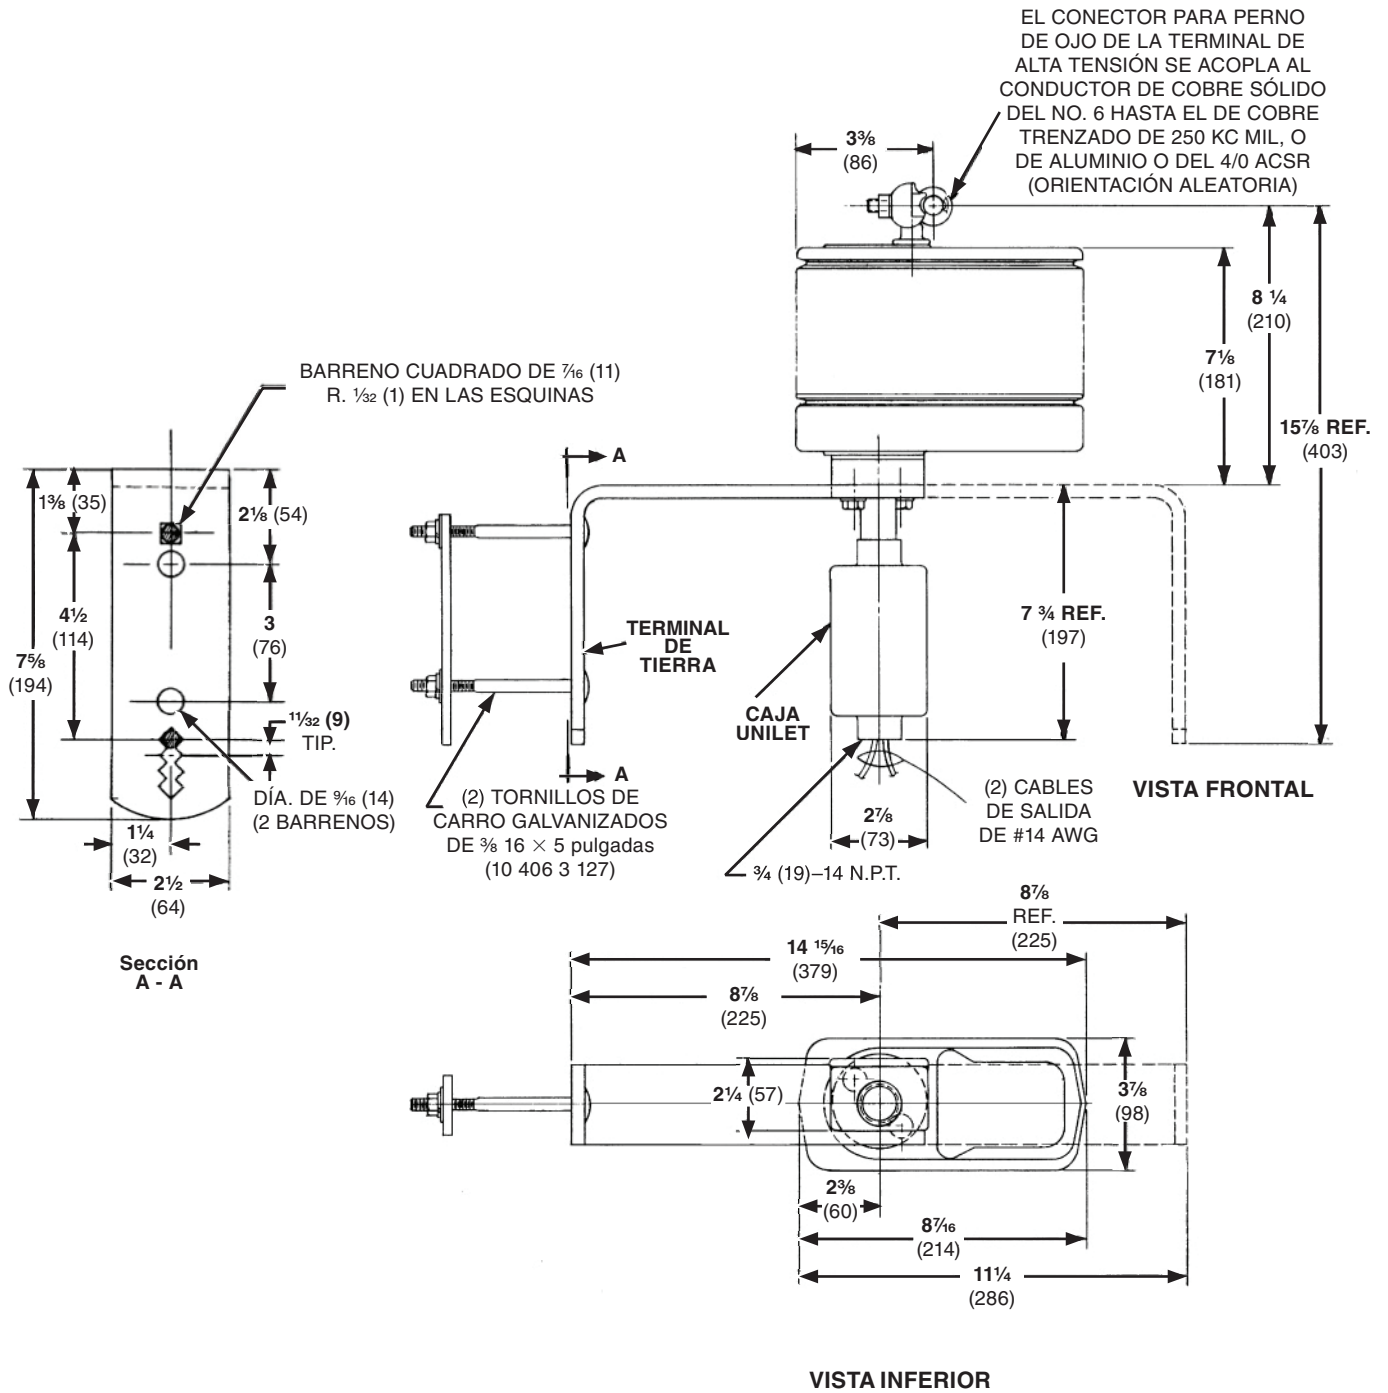 EL CONECTOR PARA PERNO
DE OJO DE LA TERMINAL DE
ALTA TENSIÓN SE ACOPLA AL
CONDUCTOR DE COBRE SÓLIDO
DEL NO. 6 HASTA EL DE COBRE
TRENZADO DE 250 KC MIL, O
DE ALUMINIO O DEL 4/0 ACSR
(ORIENTACIÓN ALEATORIA)
3⅜
(86)
8 ¼
(210)
7⅛
(181)
15⅞ REF.
(403)
BARRENO CUADRADO DE 7⁄16 (11)
R. 1⁄32 (1) EN LAS ESQUINAS
A
1⅜ (35)
2⅛ (54)
4½
(114)
3
(76)
7⅝
(194)
11⁄32 (9)
TIP.
TERMINAL
DE
TIERRA
7 ¾ REF.
(197)
CAJA
UNILET
A
DÍA. DE 9⁄16 (14)
(2 BARRENOS)
(2) TORNILLOS DE
CARRO GALVANIZADOS
DE ⅜ 16 × 5 pulgadas
(10 406 3 127)
(2) CABLES
DE SALIDA
DE #14 AWG
VISTA FRONTAL
1¼
(32)
2½
(64)
2⅞
(73)
¾ (19)–14 N.P.T.
Sección
A - A
8⅞
REF.
(225)
14 15⁄16
(379)
8⅞
(225)
2¼ (57)
3⅞
(98)
2⅜
(60)
87⁄16
(214)
11¼
(286)
VISTA INFERIOR